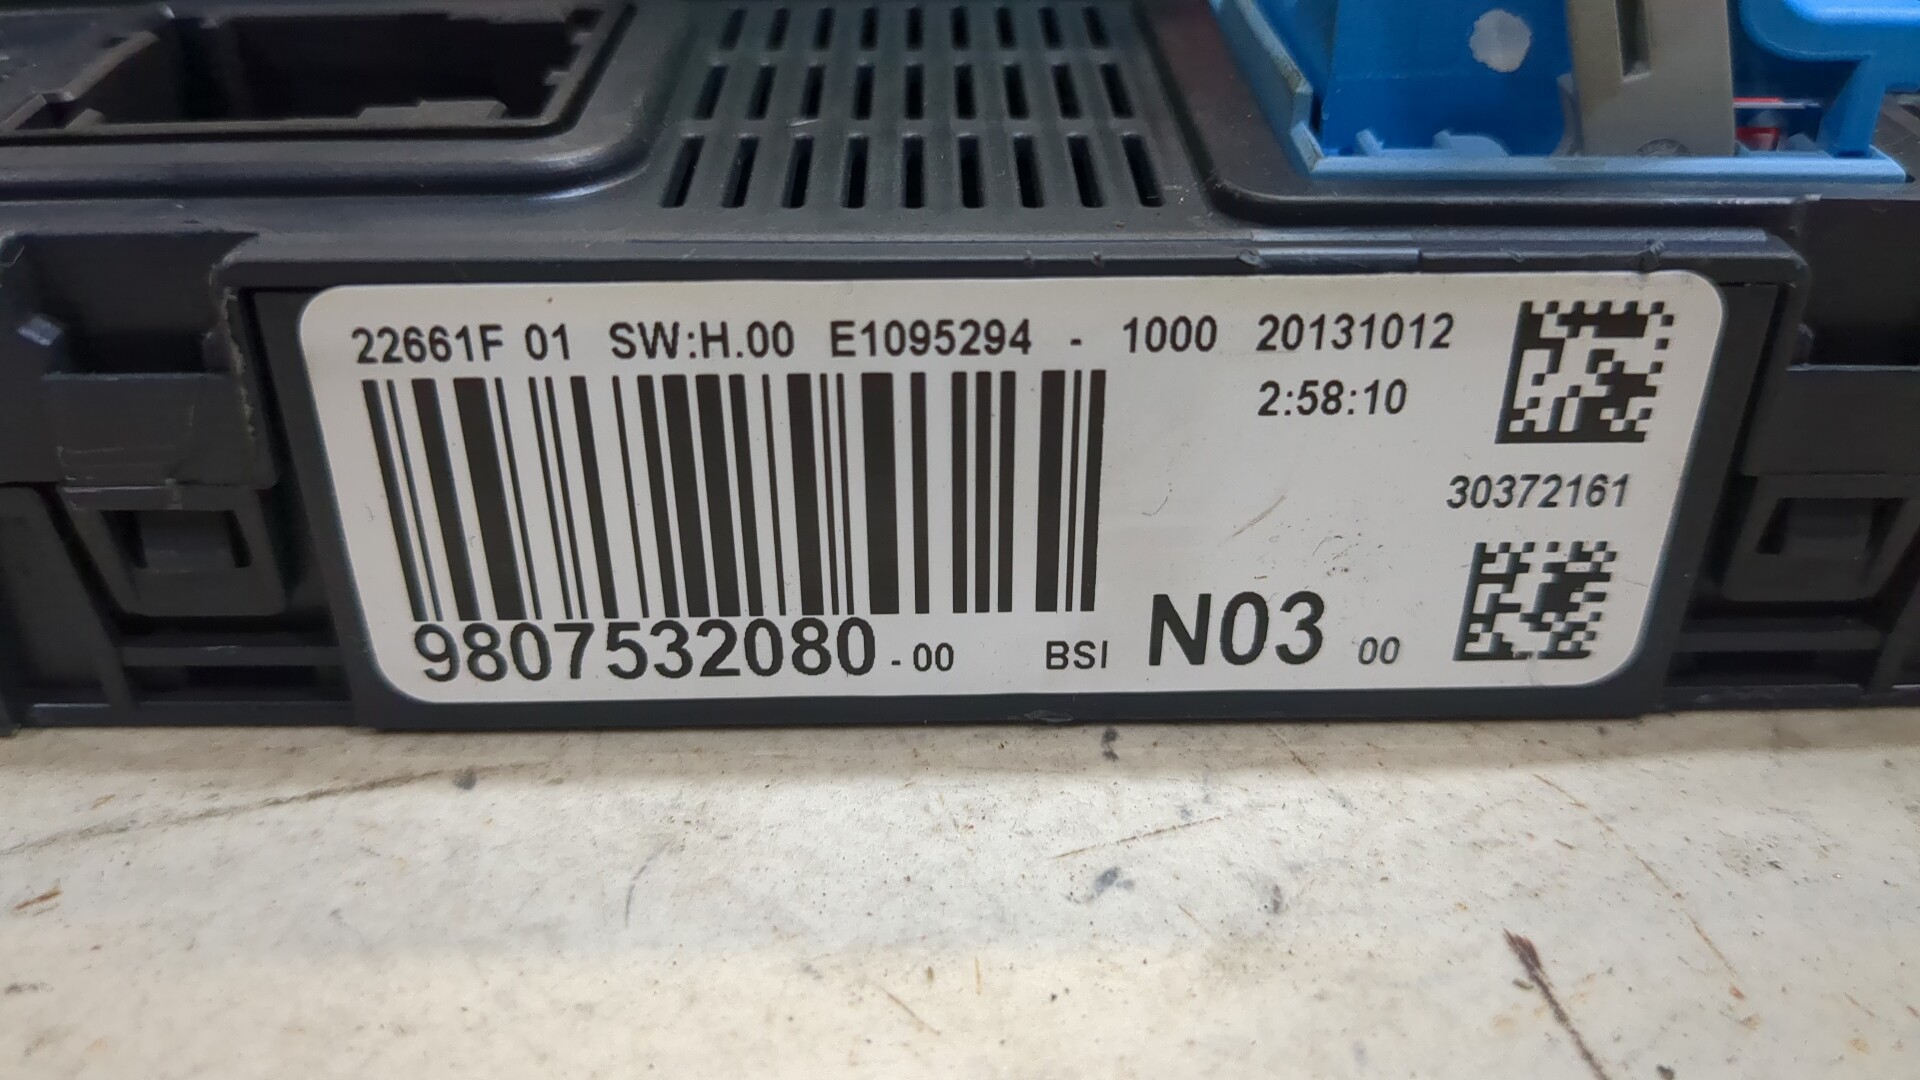 22661F 01 SW:H.00 E1095294 - 1000 20131012
2:58:10
30372161
9807532080 - 00 BSI N03 00